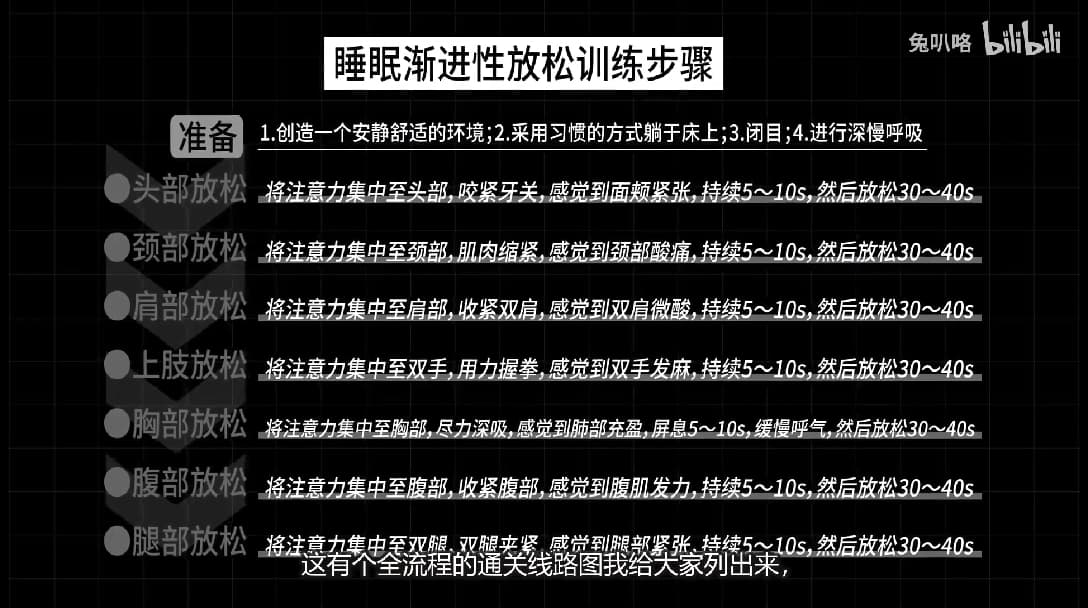 兔叭咯 bilibili
睡眠渐进性放松训练步骤
准备 1.创造一个安静舒适的环境;2.采用习惯的方式躺于床上;3.闭目;4.进行深慢呼吸
头部放松 将注意力集中至头部,咬紧牙关,感觉到面颊紧张,持续5~10s,然后放松30~40s
颈部放松 将注意力集中至颈部,肌肉缩紧,感觉到颈部酸痛,持续5~10s,然后放松30~40s
肩部放松 将注意力集中至肩部,收紧双肩,感觉到双肩微酸,持续5~10s,然后放松30~40s
上肢放松 将注意力集中至双手,用力握拳,感觉到双手发麻,持续5~10s,然后放松30~40s
胸部放松 将注意力集中至胸部,尽力深吸,感觉到肺部充盈,屏息5~10s,缓慢呼气,然后放松30~40s
腹部放松 将注意力集中至腹部,收紧腹部,感觉到腹肌发力,持续5~10s,然后放松30~40s
腿部放松 将注意力集中至双腿,双腿夹紧,感觉到腿部紧张,持续5~10s,然后放松30~40s
这有个全流程的通关线路图我给大家列出来,